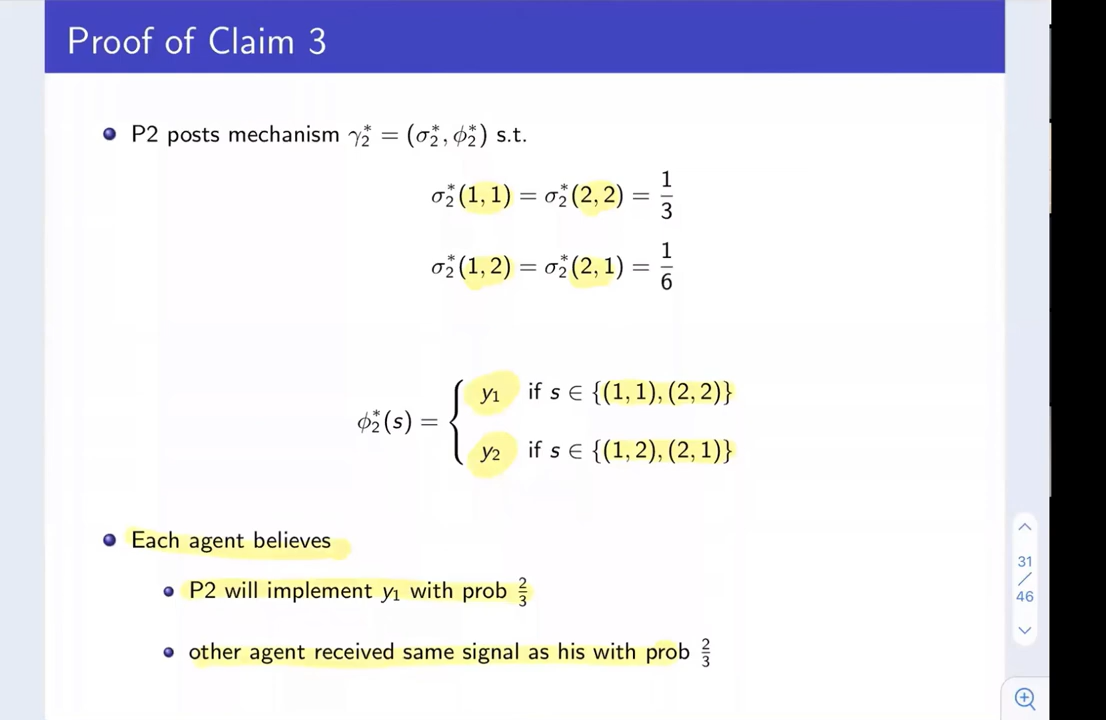 Proof of Claim 3
P2 posts mechanism γ₂* = (σ₂*, ϕ₂*) s.t.
σ₂*(1, 1) = σ₂*(2, 2) = 1/3
σ₂*(1, 2) = σ₂*(2, 1) = 1/6
ϕ₂*(s) = {
y₁ if s ∈ {(1, 1), (2, 2)}
y₂ if s ∈ {(1, 2), (2, 1)}
Each agent believes
P2 will implement y₁ with prob 2/3
other agent received same signal as his with prob 2/3
31
/
46